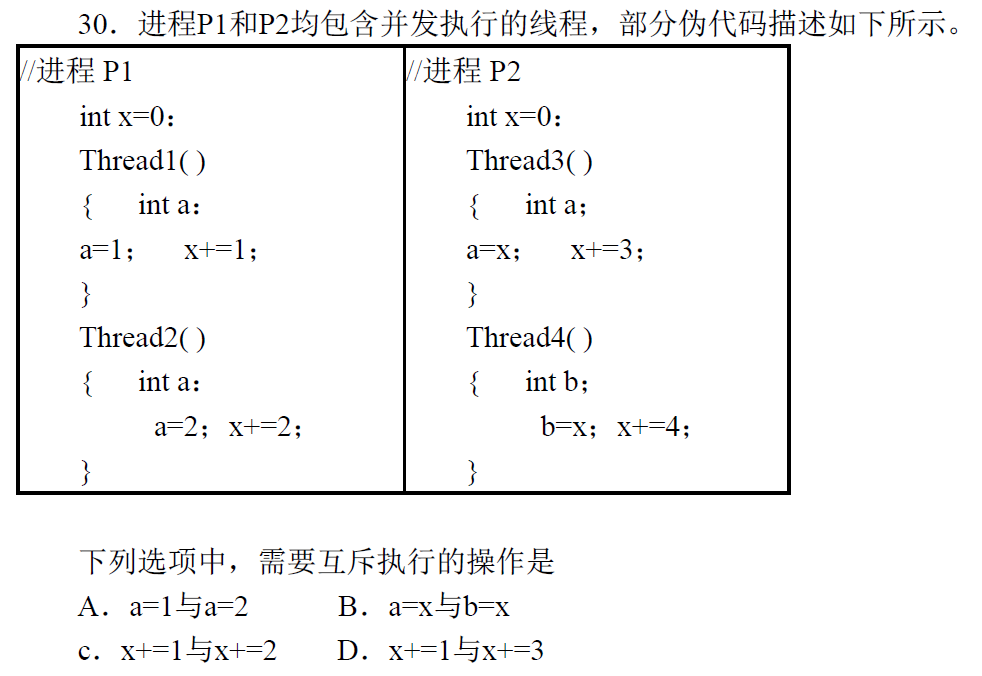 30．进程P1和P2均包含并发执行的线程，部分伪代码描述如下所示。
//进程 P1
int x=0：
Thread1( )
{ int a：
a=1； x+=1；
}
Thread2( )
{ int a：
a=2；x+=2；
}
//进程 P2
int x=0：
Thread3( )
{ int a；
a=x； x+=3；
}
Thread4( )
{ int b；
b=x；x+=4；
}
下列选项中，需要互斥执行的操作是
A．a=1与a=2 B．a=x与b=x
c．x+=1与x+=2 D．x+=1与x+=3